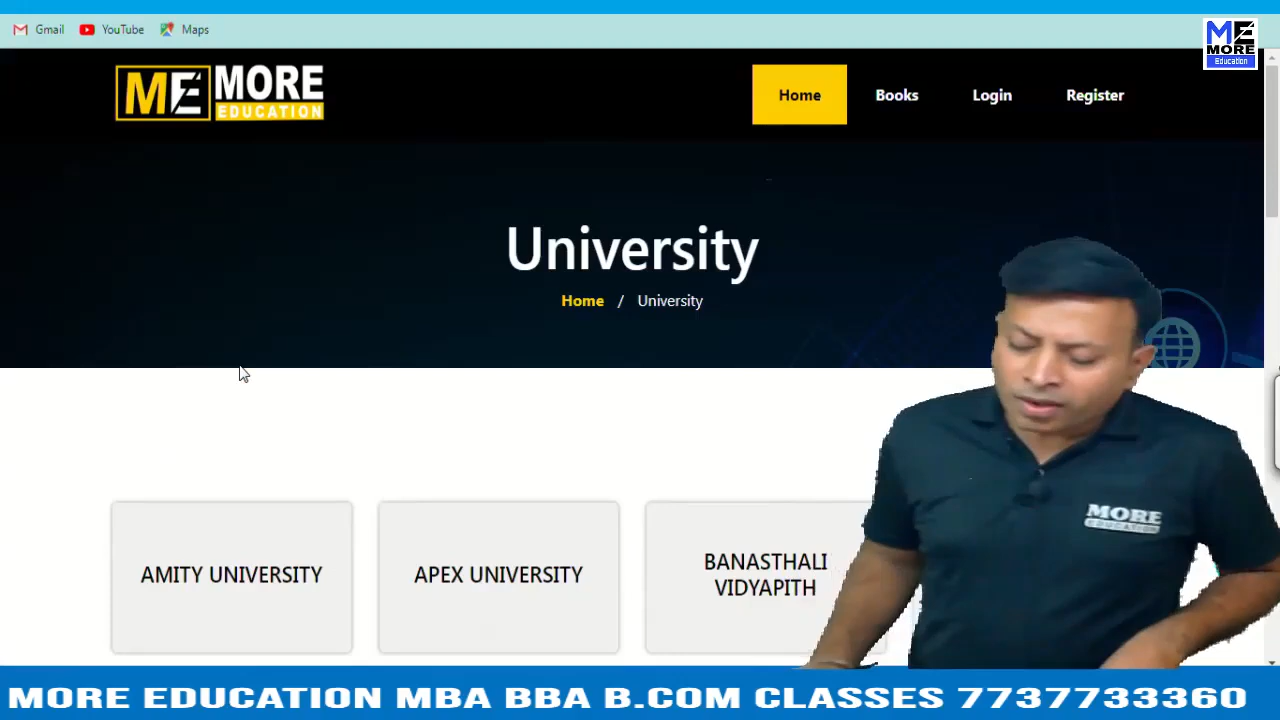 Gmail YouTube Maps
ME
MORE
Education
ME MORE
EDUCATION
Home Books Login Register
University
Home / University
AMITY UNIVERSITY
APEX UNIVERSITY
BANASTHALI
VIDYAPITH
MORE
EDUCATION
MORE EDUCATION MBA BBA B.COM CLASSES 7737733360